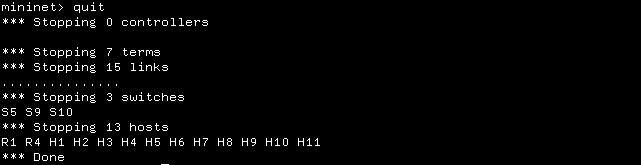 mininet> quit
*** Stopping 0 controllers
*** Stopping 7 terms
*** Stopping 15 links
...............
*** Stopping 3 switches
S5 S9 S10
*** Stopping 13 hosts
R1 R4 H1 H2 H3 H4 H5 H6 H7 H8 H9 H10 H11
*** Done